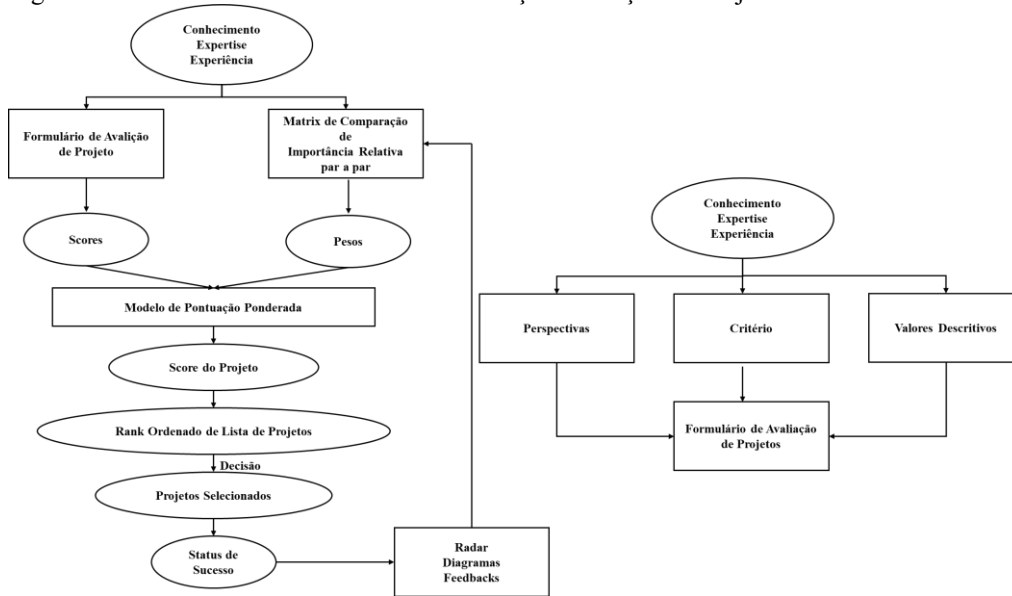 Conhecimento
Expertise
Experiência
Formulário de Avalição
de Projeto
Matrix de Comparação
de
Importância Relativa
par a par
Scores
Pesos
Modelo de Pontuação Ponderada
Score do Projeto
Rank Ordenado de Lista de Projetos
Decisão
Projetos Selecionados
Status de
Sucesso
Radar
Diagramas
Feedbacks
Conhecimento
Expertise
Experiência
Perspectivas
Critério
Valores Descritivos
Formulário de Avaliação
de Projetos